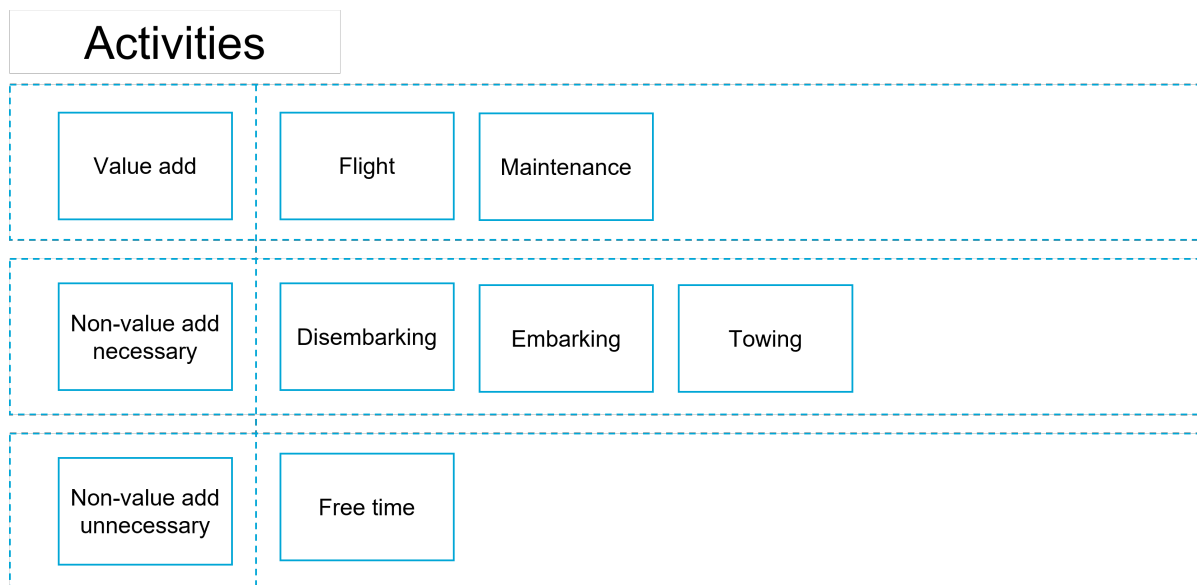 Activities
Value add
Flight
Maintenance
Non-value add
necessary
Disembarking
Embarking
Towing
Non-value add
unnecessary
Free time